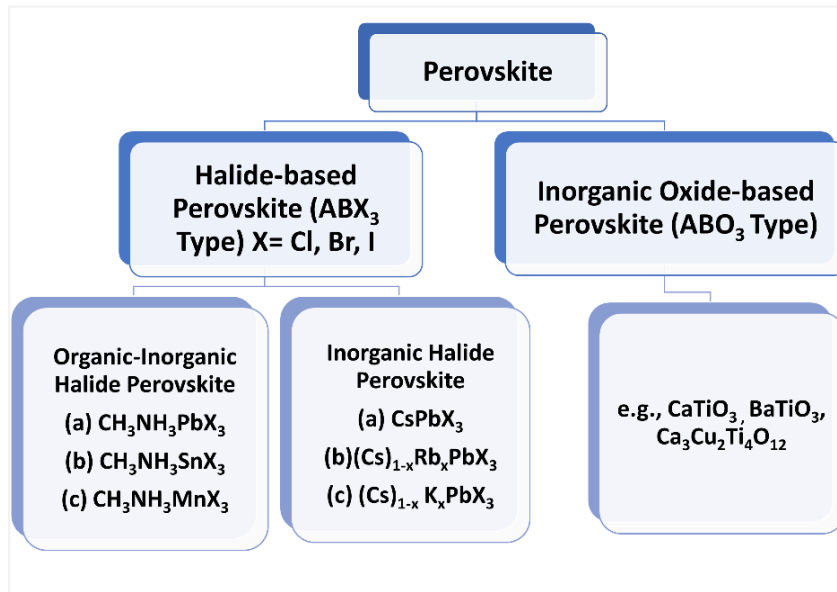 Perovskite
Halide-based
Perovskite (ABX₃
Type) X= Cl, Br, I
Inorganic Oxide-based
Perovskite (ABO₃ Type)
Organic-Inorganic
Halide Perovskite
(a) CH₃NH₃PbX₃
(b) CH₃NH₃SnX₃
(c) CH₃NH₃MnX₃
Inorganic Halide
Perovskite
(a) CsPbX₃
(b)(Cs)₁₋ₓRbₓPbX₃
(c) (Cs)₁₋ₓ KₓPbX₃
e.g., CaTiO₃, BaTiO₃,
Ca₃Cu₂Ti₄O₁₂